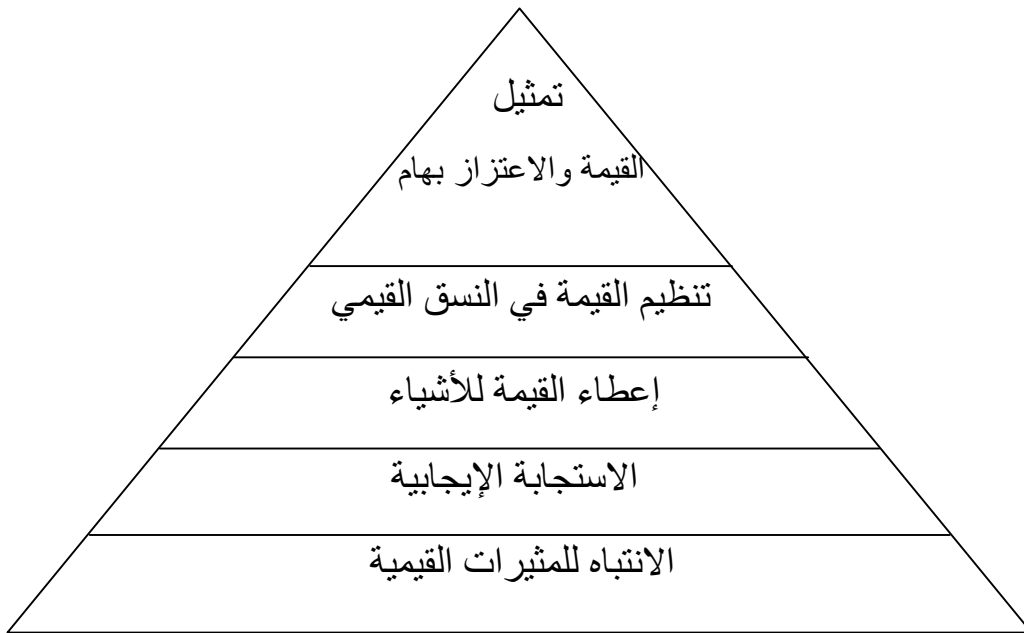 تمثيل
القيمة والاعتزاز بهام
تنظيم القيمة في النسق القيمي
إعطاء القيمة للأشياء
الاستجابة الإيجابية
الانتباه للمثيرات القيمية